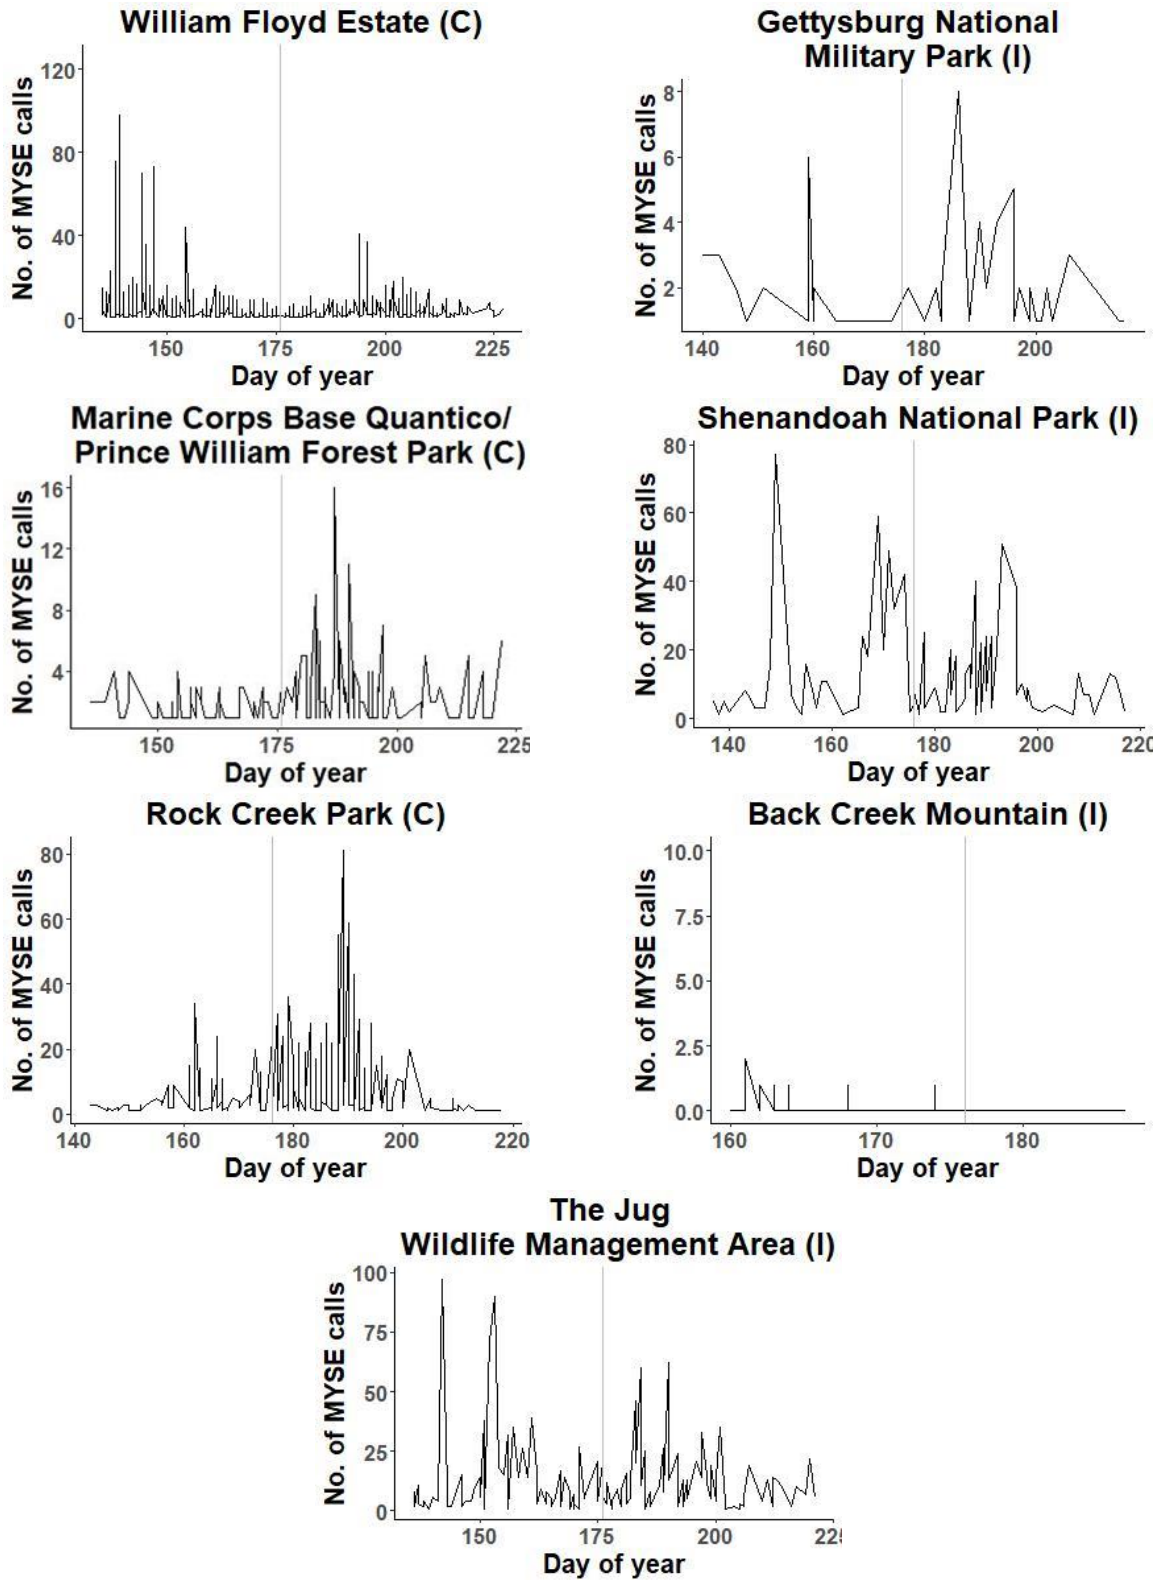 William Floyd Estate (C)
No. of MYSE calls
120
80
40
0
150
175
200
225
Day of year
Gettysburg National
Military Park (I)
No. of MYSE calls
8
6
4
2
140
160
180
200
Day of year
Marine Corps Base Quantico/
Prince William Forest Park (C)
No. of MYSE calls
16
12
8
4
150
175
200
225
Day of year
Shenandoah National Park (I)
No. of MYSE calls
80
60
40
20
0
140
160
180
200
220
Day of year
Rock Creek Park (C)
No. of MYSE calls
80
60
40
20
0
140
160
180
200
220
Day of year
Back Creek Mountain (I)
No. of MYSE calls
10.0
7.5
5.0
2.5
0.0
160
170
180
Day of year
The Jug
Wildlife Management Area (I)
No. of MYSE calls
100
75
50
25
0
150
175
200
22
Day of year